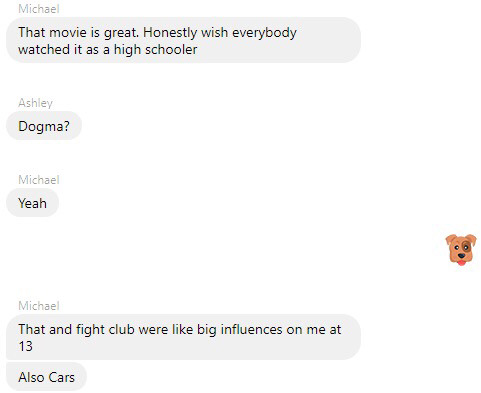 Michael
That movie is great. Honestly wish everybody
watched it as a high schooler
Ashley
Dogma?
Michael
Yeah
Michael
That and fight club were like big influences on me at
13
Also Cars